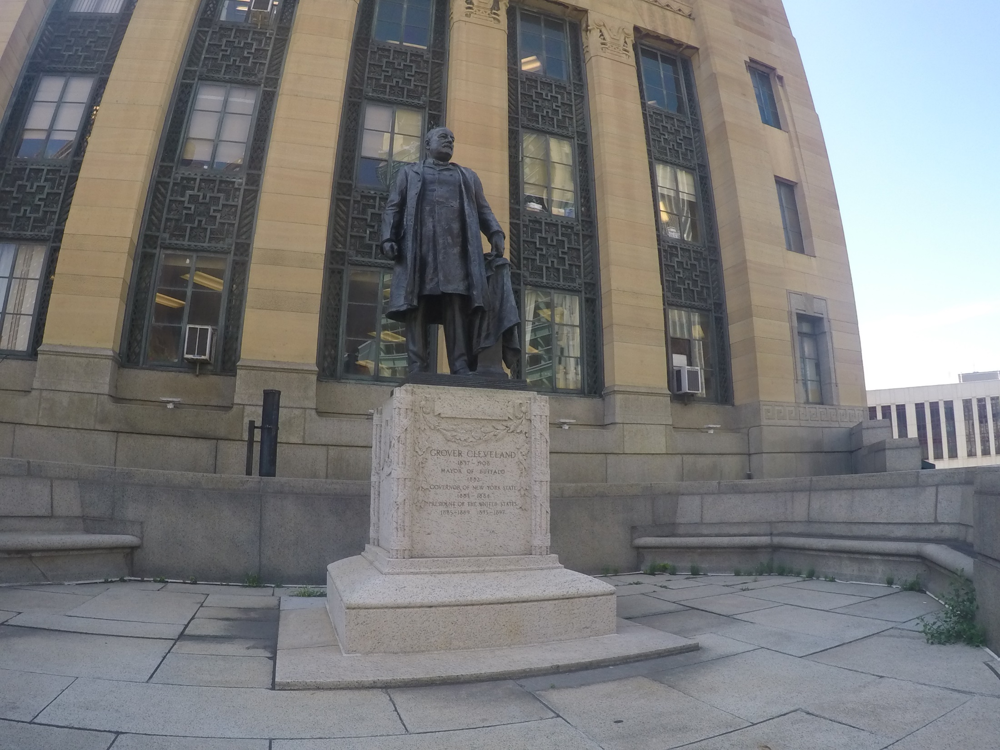 GROVER CLEVELAND
1837-1908
MAYOR OF BUFFALO
1882
GOVERNOR OF NEW YORK STATE
1883-1884
PRESIDENT OF THE UNITED STATES
1885-1889 1893-1897